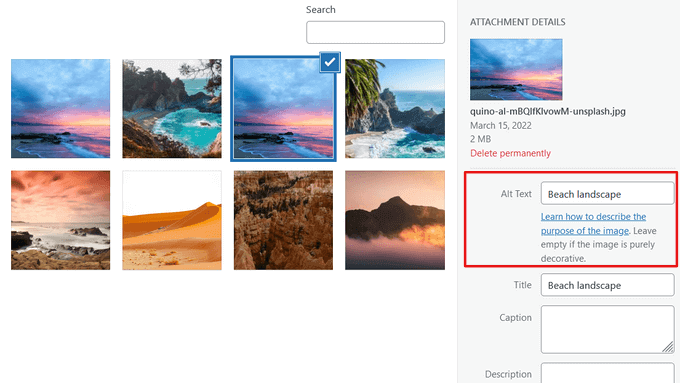 Search
ATTACHMENT DETAILS
quino-al-mBQIfKlvowM-unsplash.jpg
March 15, 2022
2 MB
Delete permanently
Alt Text
Beach landscape
Learn how to describe the
purpose of the image. Leave
empty if the image is purely
decorative.
Title
Beach landscape
Caption
Description